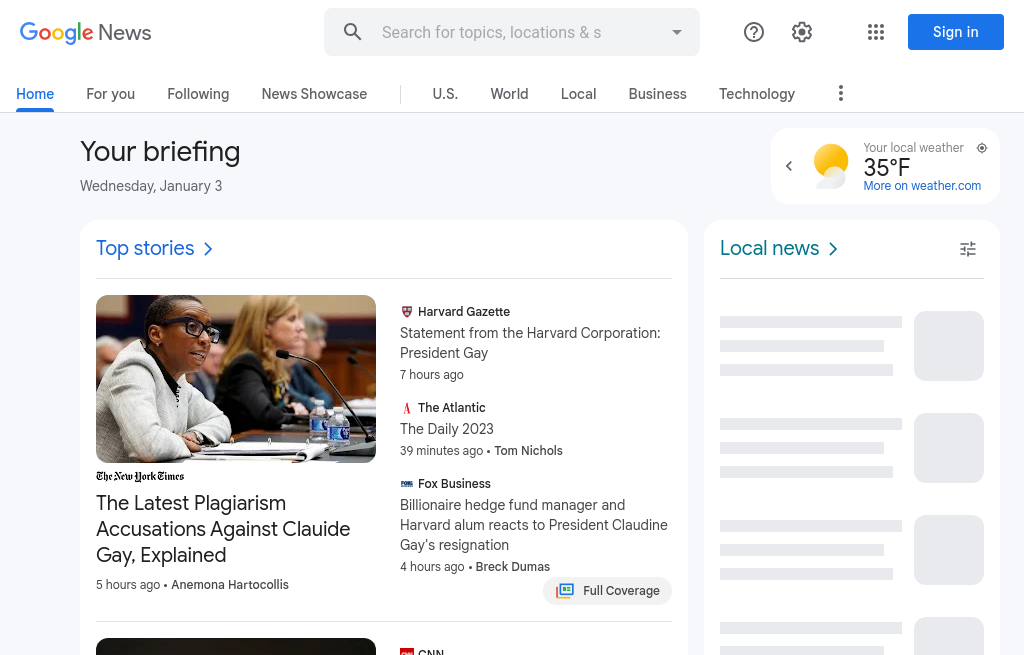 Google News
Search for topics, locations & s
Sign in
Home For you Following News Showcase U.S. World Local Business Technology
Your briefing
Wednesday, January 3
Your local weather
35°F
More on weather.com
Top stories
The New York Times
The Latest Plagiarism
Accusations Against Clauide
Gay, Explained
5 hours ago • Anemona Hartocollis
Harvard Gazette
Statement from the Harvard Corporation:
President Gay
7 hours ago
The Atlantic
The Daily 2023
39 minutes ago • Tom Nichols
Fox Business
Billionaire hedge fund manager and
Harvard alum reacts to President Claudine
Gay's resignation
4 hours ago • Breck Dumas
Full Coverage
CNN
Local news